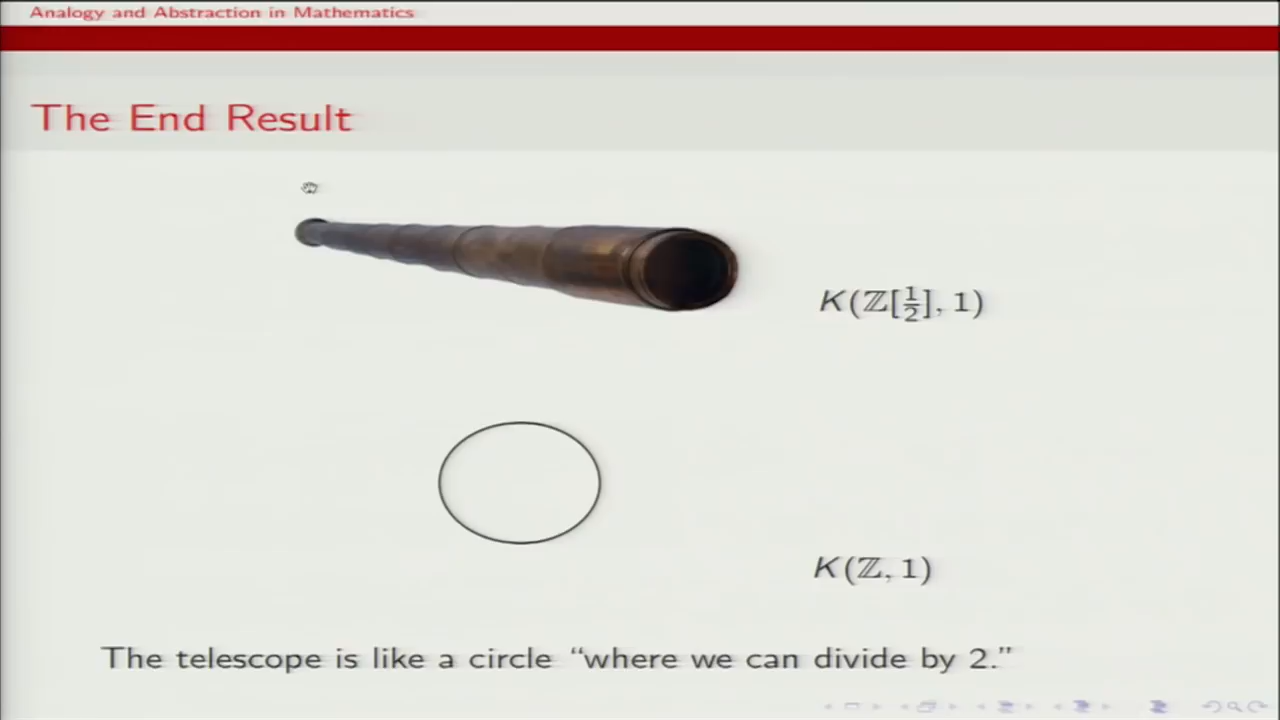 Analogy and Abstraction in Mathematics
The End Result
K(ℤ[½], 1)
K(ℤ, 1)
The telescope is like a circle “where we can divide by 2.”